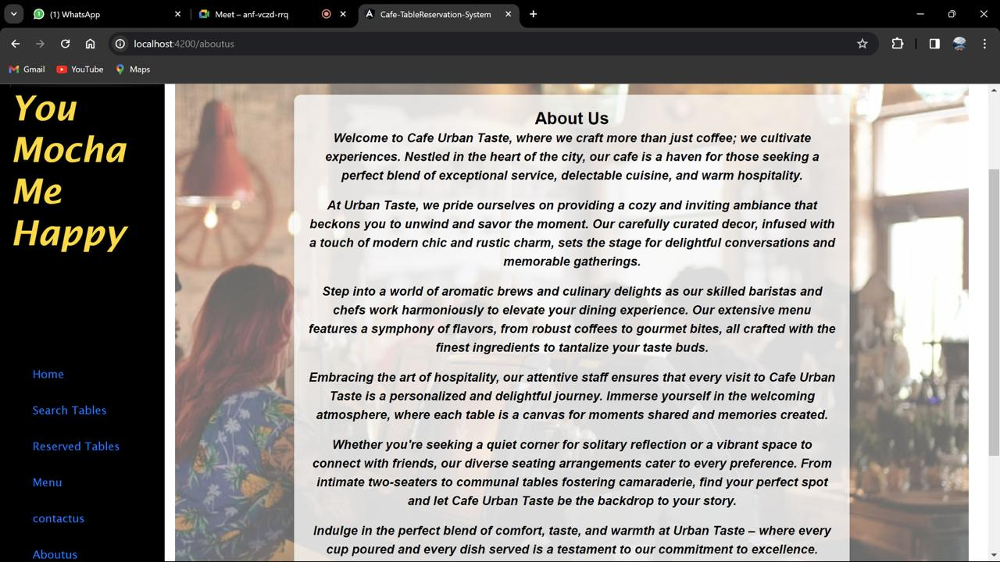 (1) WhatsApp
Meet – anf-vczd-rrq
Cafe-TableReservation-System
localhost:4200/aboutus
Gmail
YouTube
Maps
You
Mocha
Me
Happy
Home
Search Tables
Reserved Tables
Menu
contactus
Aboutus
About Us
Welcome to Cafe Urban Taste, where we craft more than just coffee; we cultivate
experiences. Nestled in the heart of the city, our cafe is a haven for those seeking a
perfect blend of exceptional service, delectable cuisine, and warm hospitality.
At Urban Taste, we pride ourselves on providing a cozy and inviting ambiance that
beckons you to unwind and savor the moment. Our carefully curated decor, infused with
a touch of modern chic and rustic charm, sets the stage for delightful conversations and
memorable gatherings.
Step into a world of aromatic brews and culinary delights as our skilled baristas and
chefs work harmoniously to elevate your dining experience. Our extensive menu
features a symphony of flavors, from robust coffees to gourmet bites, all crafted with the
finest ingredients to tantalize your taste buds.
Embracing the art of hospitality, our attentive staff ensures that every visit to Cafe Urban
Taste is a personalized and delightful journey. Immerse yourself in the welcoming
atmosphere, where each table is a canvas for moments shared and memories created.
Whether you're seeking a quiet corner for solitary reflection or a vibrant space to
connect with friends, our diverse seating arrangements cater to every preference. From
intimate two-seaters to communal tables fostering camaraderie, find your perfect spot
and let Cafe Urban Taste be the backdrop to your story.
Indulge in the perfect blend of comfort, taste, and warmth at Urban Taste – where every
cup poured and every dish served is a testament to our commitment to excellence.